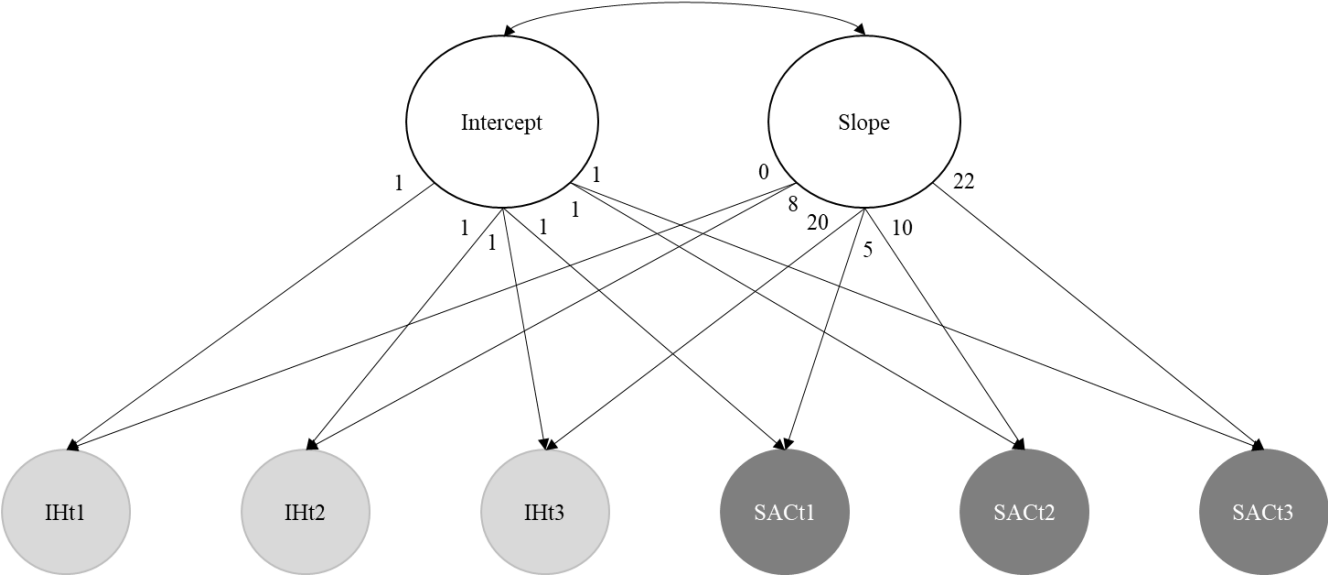 Intercept
Slope
1
1
0
22
1
1
1
1
8
20
10
5
IHt1
IHt2
IHt3
SACt1
SACt2
SACt3